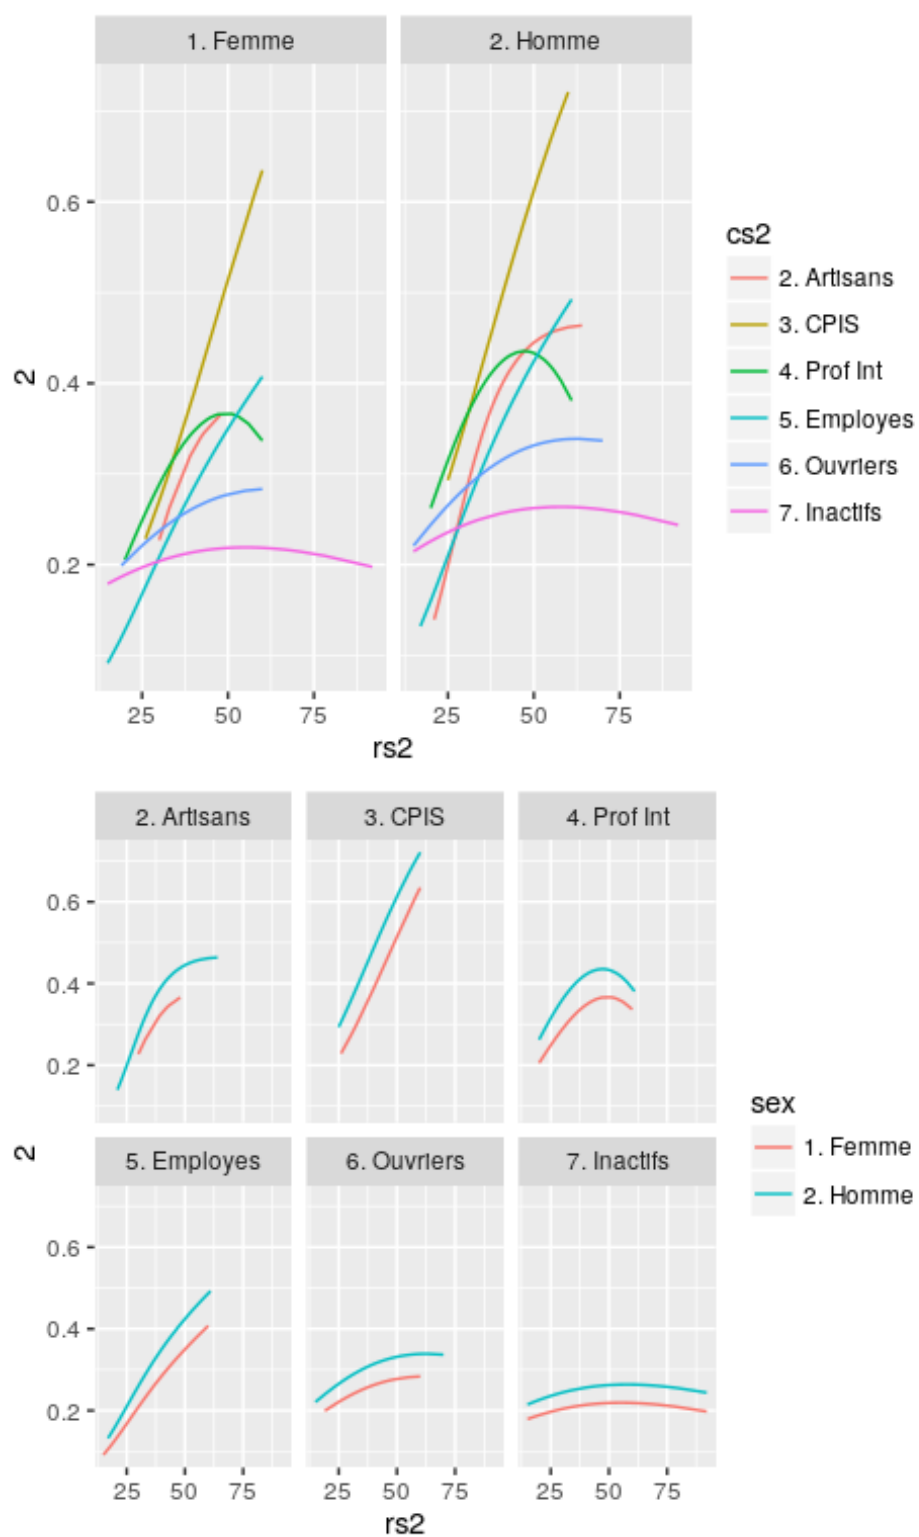 1. Femme 2. Homme
0.6
0.4
0.2
2
25 50 75 25 50 75
rs2
cs2
2. Artisans
3. CPIS
4. Prof Int
5. Employes
6. Ouvriers
7. Inactifs
2. Artisans 3. CPIS 4. Prof Int
0.6
0.4
0.2
2
5. Employes 6. Ouvriers 7. Inactifs
0.6
0.4
0.2
25 50 75 25 50 75 25 50 75
rs2
sex
1. Femme
2. Homme